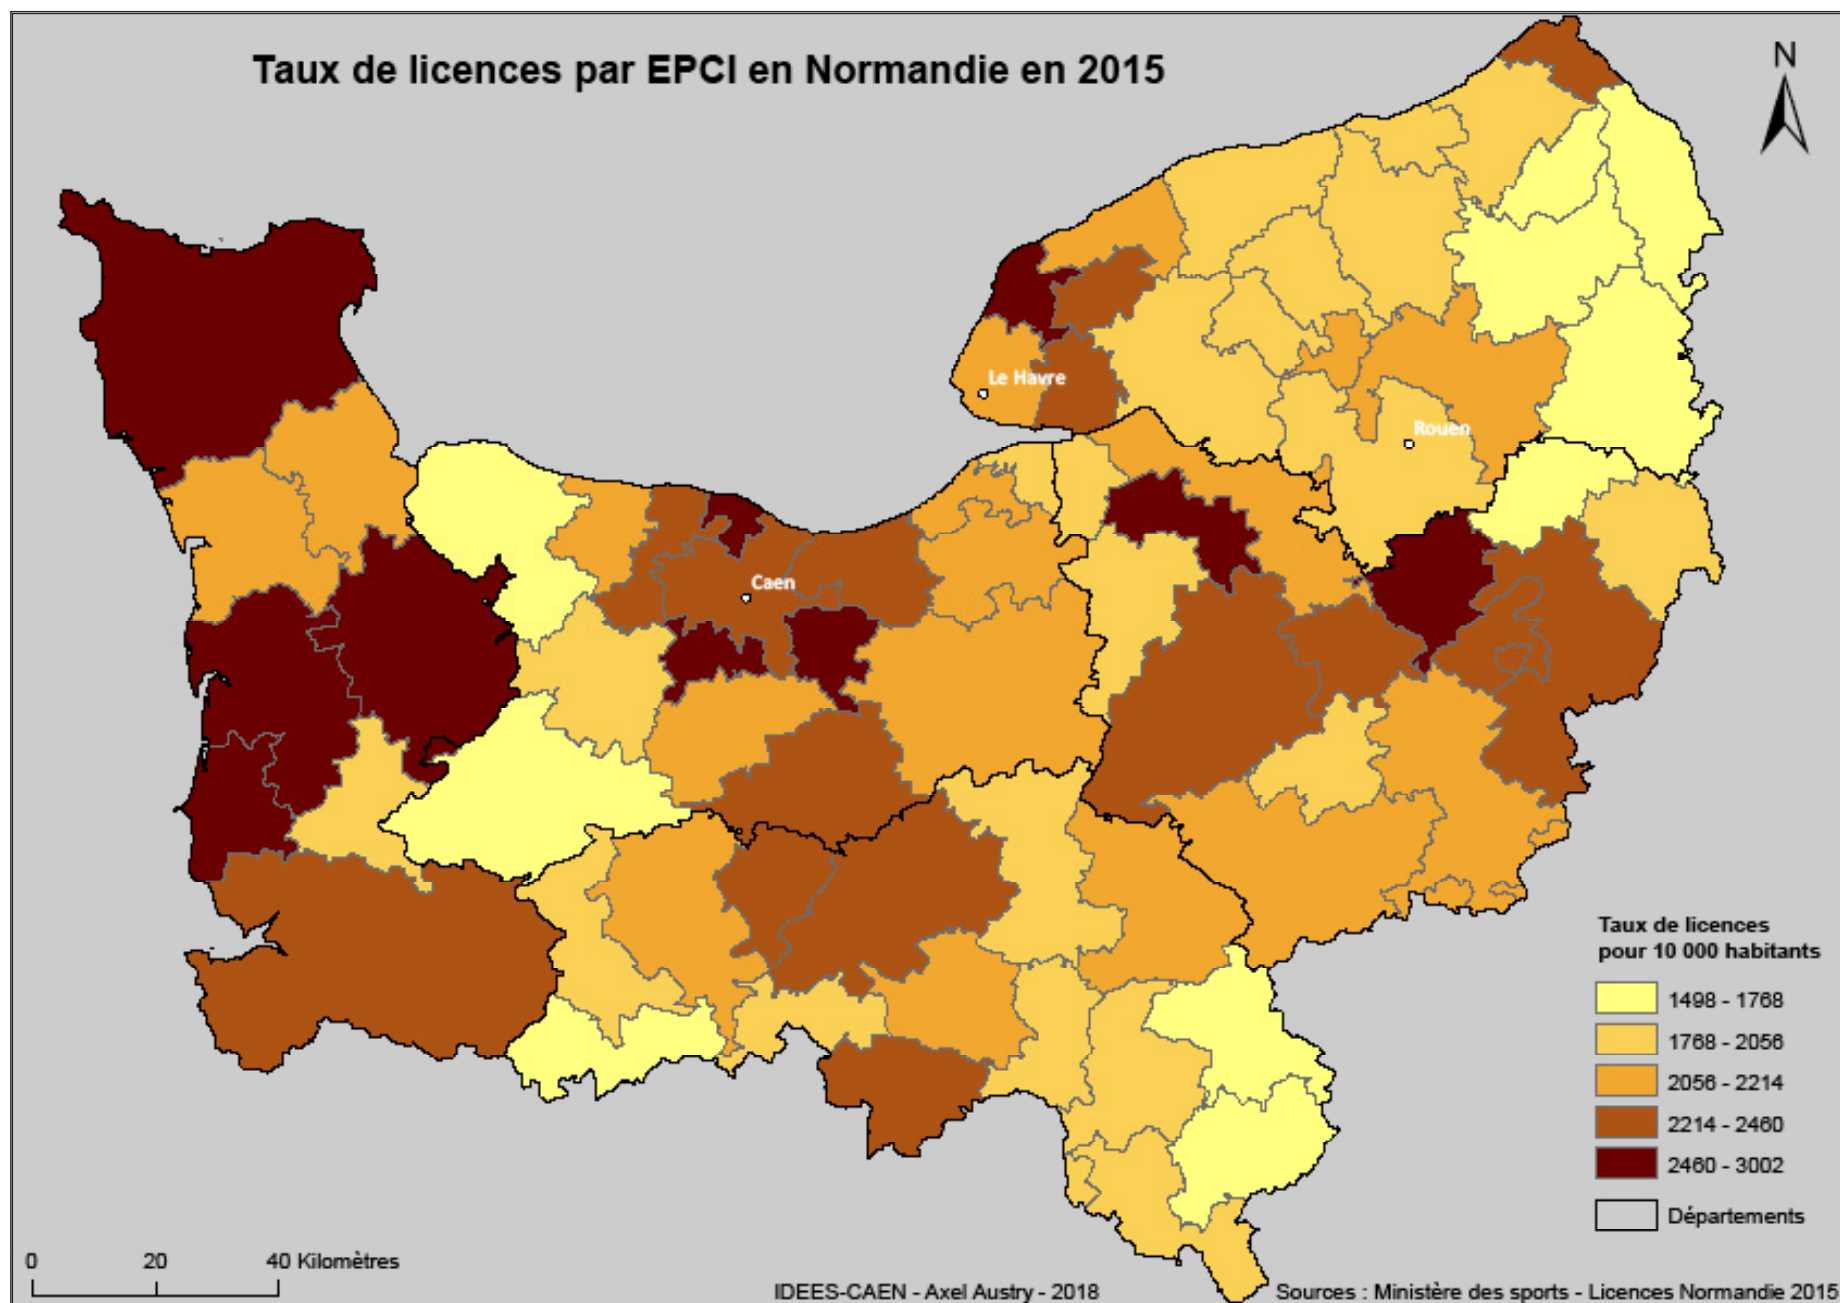 Taux de licences par EPCI en Normandie en 2015
N
Le Havre
Rouen
Caen
Taux de licences
pour 10 000 habitants
1498 - 1768
1768 - 2056
2056 - 2214
2214 - 2460
2460 - 3002
Départements
0 20 40 Kilomètres
IDEES-CAEN - Axel Austry - 2018
Sources : Ministère des sports - Licences Normandie 2015